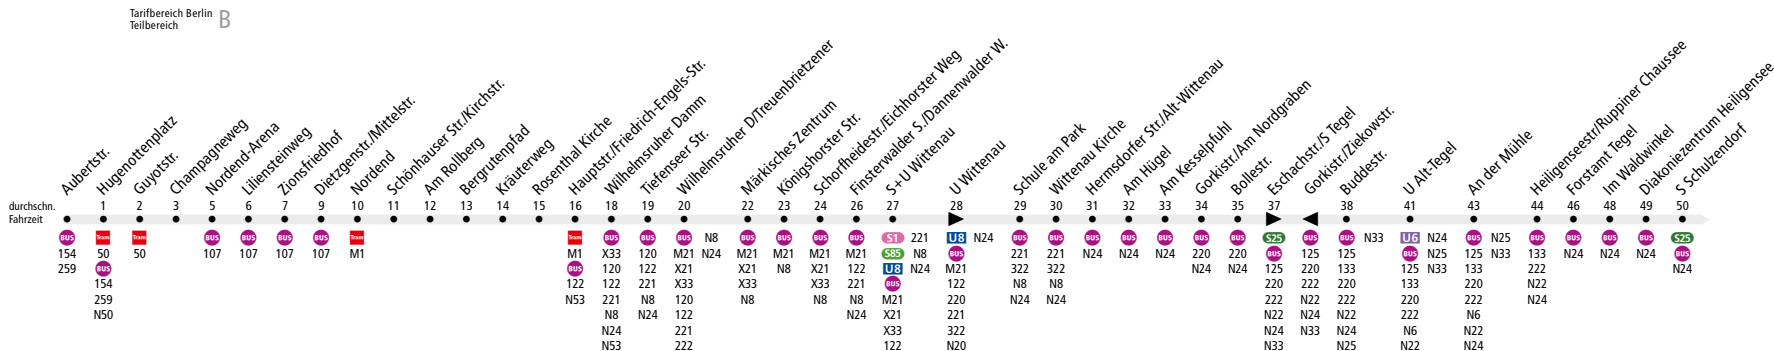 Tarifbereich Berlin
Teilbereich
B
Aubertstr.
Hugenottenplatz
Guyotstr.
Champagneweg
Nordend-Arena
Liliensteinweg
Zionsfriedhof
Dietzgenstr./Mittelstr.
Nordend
Schönhauser Str./Kirchstr.
Am Rollberg
Bergrutenpfad
Kräuterweg
Rosenthal Kirche
Hauptstr./Friedrich-Engels-Str.
Wilhelmsruher Damm
Tiefenseer Str.
Wilhelmsruher D/Treuenbrietzener
Märkisches Zentrum
Königshorster Str.
Schorfheidestr./Eichhorster Weg
Finsterwalder S./Dannenwalder W.
S+U Wittenau
U Wittenau
Schule am Park
Wittenau Kirche
Hermsdorfer Str./Alt-Wittenau
Am Hügel
Am Kesselpfuhl
Gorkistr./Am Nordgraben
Bollestr.
Eschachstr./S Tegel
Gorkistr./Ziekowstr.
Buddestr.
U Alt-Tegel
An der Mühle
Heiligenseestr/Ruppiner Chaussee
Forstamt Tegel
Im Waldwinkel
Diakoniezentrum Heiligensee
S Schulzendorf
durchschn. 1 2 3 5 6 7 9 10 11 12 13 14 15 16 18 19 20 22 23 24 26 27 28 29 30 31 32 33 34 35 37 38 41 43 44 46 48 49 50
Fahrzeit
BUS Tram Tram BUS BUS BUS BUS Tram Tram BUS BUS BUS N8 BUS BUS BUS BUS S1 221 U8 N24 BUS BUS BUS BUS BUS BUS BUS S25 BUS BUS N33 U6 N24 BUS N25 BUS BUS BUS BUS S25
154 50 50 107 107 107 107 M1 M1 X33 120 M21 N24 M21 M21 M21 M21 S85 N8 BUS 221 221 N24 N24 N24 220 220 BUS 125 125 BUS N25 125 N33 133 N24 N24 N24 BUS
259 BUS BUS 120 122 X21 X21 N8 X21 122 U8 N24 M21 322 322 N24 N24 125 220 133 125 N33 133 222 N24
154 122 122 221 X33 X33 X33 221 BUS 122 N8 N8 220 222 220 133 220 N22
259 N53 221 N8 120 N8 N8 N8 M21 220 N24 N24 222 N22 222 220 222 N24
N50 N8 N24 122 N24 X21 221 N22 N24 N22 222 N6
N24 221 X33 322 N24 N33 N24 N6 N22
N53 222 122 N20 N33 N25 N22 N24